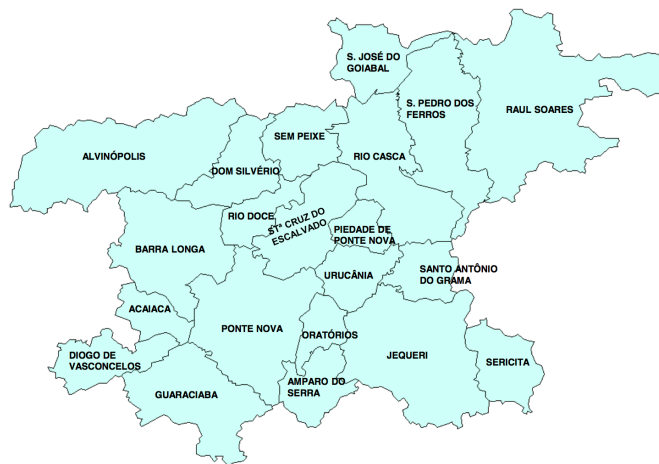 S. JOSÉ DO
GOIABAL
S. PEDRO DOS
FERROS
RAUL SOARES
SEM PEIXE
RIO CASCA
ALVINÓPOLIS
DOM SILVÉRIO
RIO DOCE
STª CRUZ DO
ESCALVADO
PIEDADE DE
PONTE NOVA
BARRA LONGA
URUCÂNIA
SANTO ANTÔNIO
DO GRAMA
ACAIACA
PONTE NOVA
ORATÓRIOS
DIOGO DE
VASCONCELOS
JEQUERI
SERICITA
GUARACIABA
AMPARO DO
SERRA